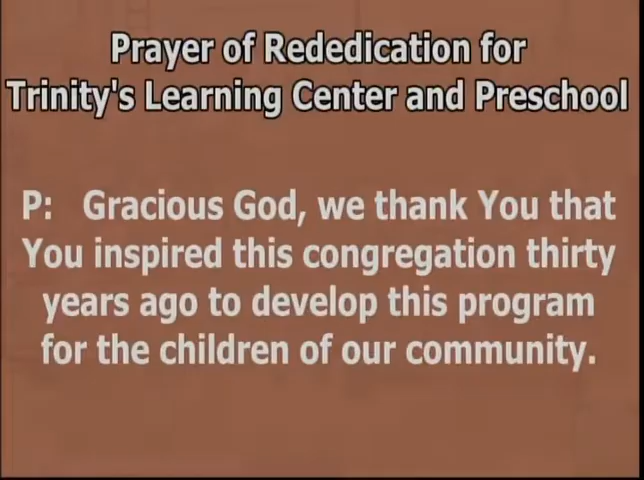 Prayer of Rededication for
Trinity's Learning Center and Preschool
P: Gracious God, we thank You that
You inspired this congregation thirty
years ago to develop this program
for the children of our community.